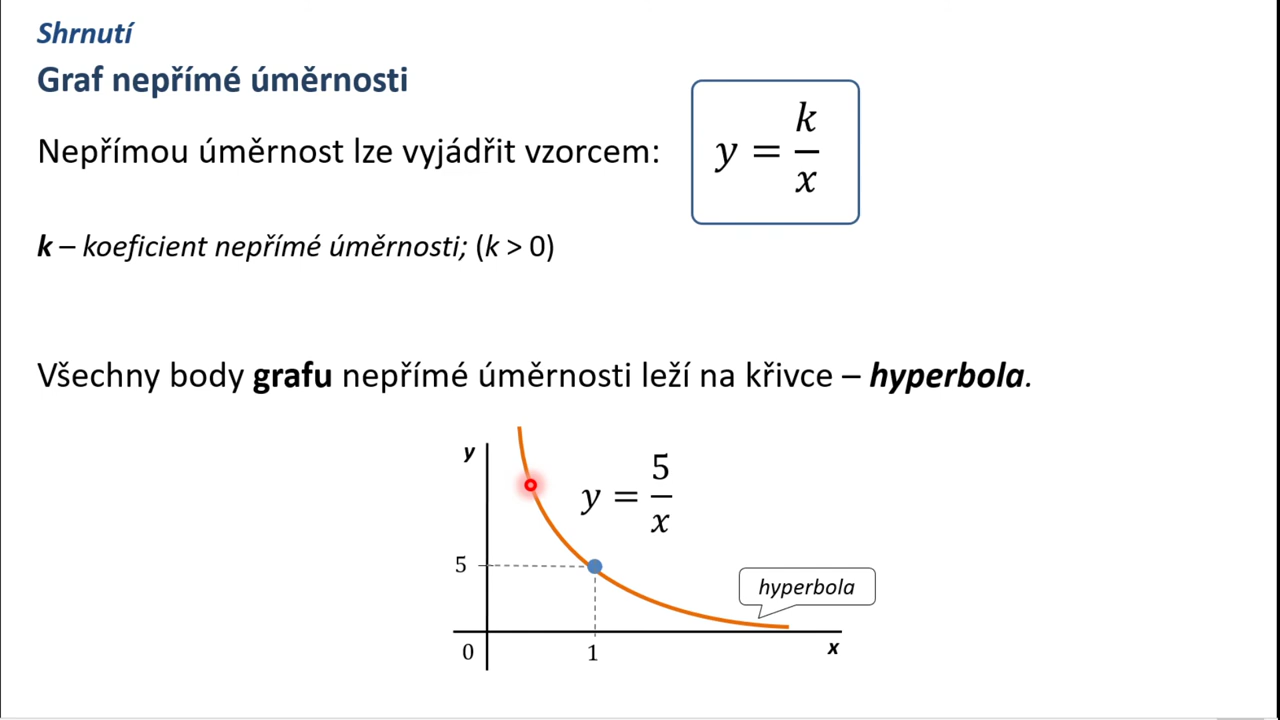 Shrnutí
Graf nepřímé úměrnosti
Nepřímou úměrnost lze vyjádřit vzorcem:
y = k/x
k – koeficient nepřímé úměrnosti; (k > 0)
Všechny body grafu nepřímé úměrnosti leží na křivce – hyperbola.
y
y = 5/x
5
hyperbola
0
1
x